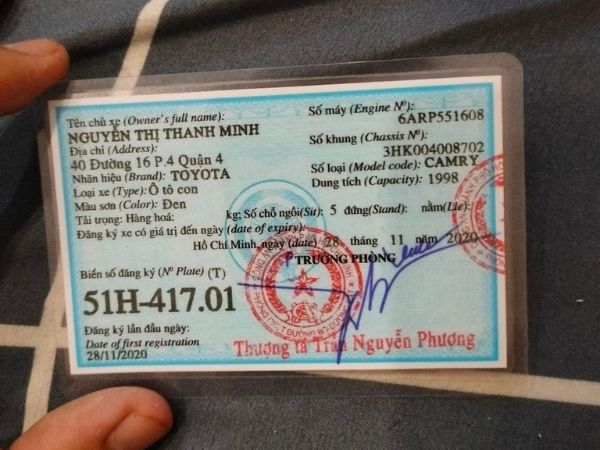 Tên chủ xe (Owner's full name):
NGUYỄN THỊ THANH MINH
Địa chỉ (Address):
40 Đường 16 P.4 Quận 4
Nhãn hiệu (Brand): TOYOTA
Loại xe (Type): Ô tô con
Màu sơn (Color): Đen
Tải trọng: Hàng hoá:
Số máy (Engine Nº):
6ARP551608
Số khung (Chassis Nº):
3HK004008702
Số loại (Model code): CAMRY
Dung tích (Capacity): 1998
kg; Số chỗ ngồi(Sit): 5 đứng(Stand): nằm(Lie):
Đăng ký xe có giá trị đến ngày (date of expiry):
Hồ Chí Minh, ngày (date) 28 tháng 11 năm 2020
TRƯỞNG PHÒNG
Biển số đăng ký (Nº Plate) (T)
51H-417.01
Đăng ký lần đầu ngày:
Date of first registration
28/11/2020
Thượng tá Trần Nguyễn Phượng